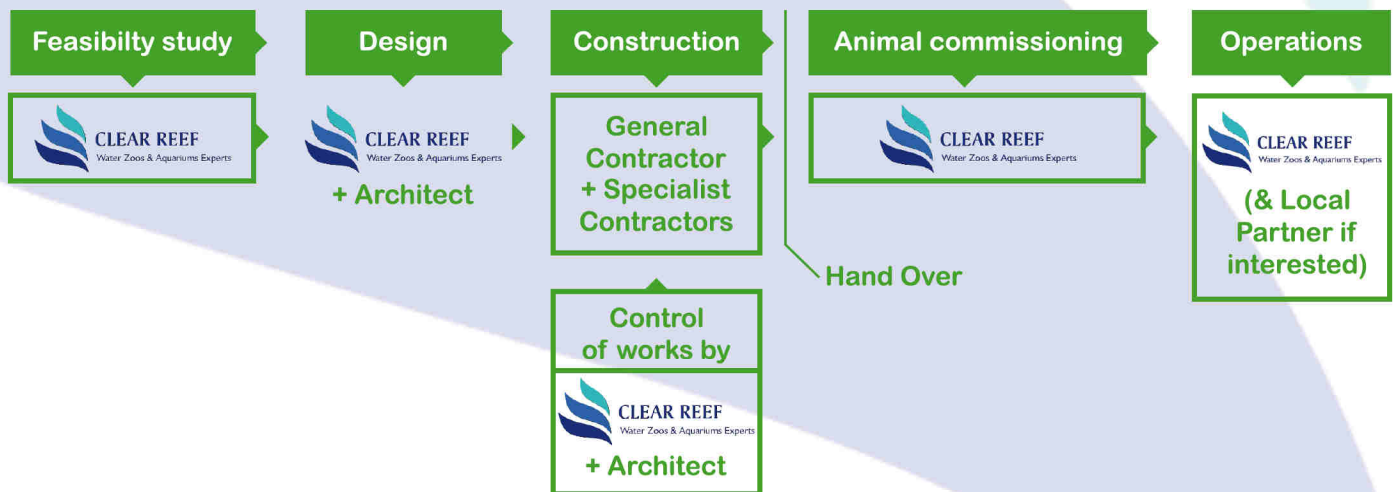 Feasibilty study
Design
Construction
Animal commissioning
Operations
CLEAR REEF
Water Zoos & Aquariums Experts
CLEAR REEF
Water Zoos & Aquariums Experts
+ Architect
General
Contractor
+ Specialist
Contractors
CLEAR REEF
Water Zoos & Aquariums Experts
CLEAR REEF
Water Zoos & Aquariums Experts
(& Local
Partner if
interested)
Hand Over
Control
of works by
CLEAR REEF
Water Zoos & Aquariums Experts
+ Architect